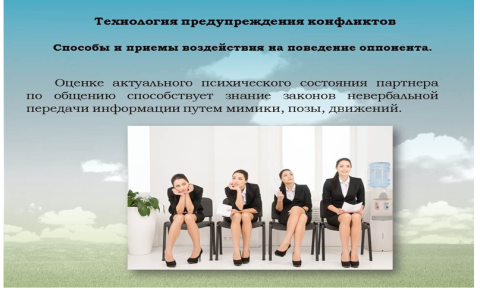 Технология предупреждения конфликтов
Способы и приемы воздействия на поведение оппонента.
Оценке актуального психического состояния партнера
по общению способствует знание законов невербальной
передачи информации путем мимики, позы, движений.